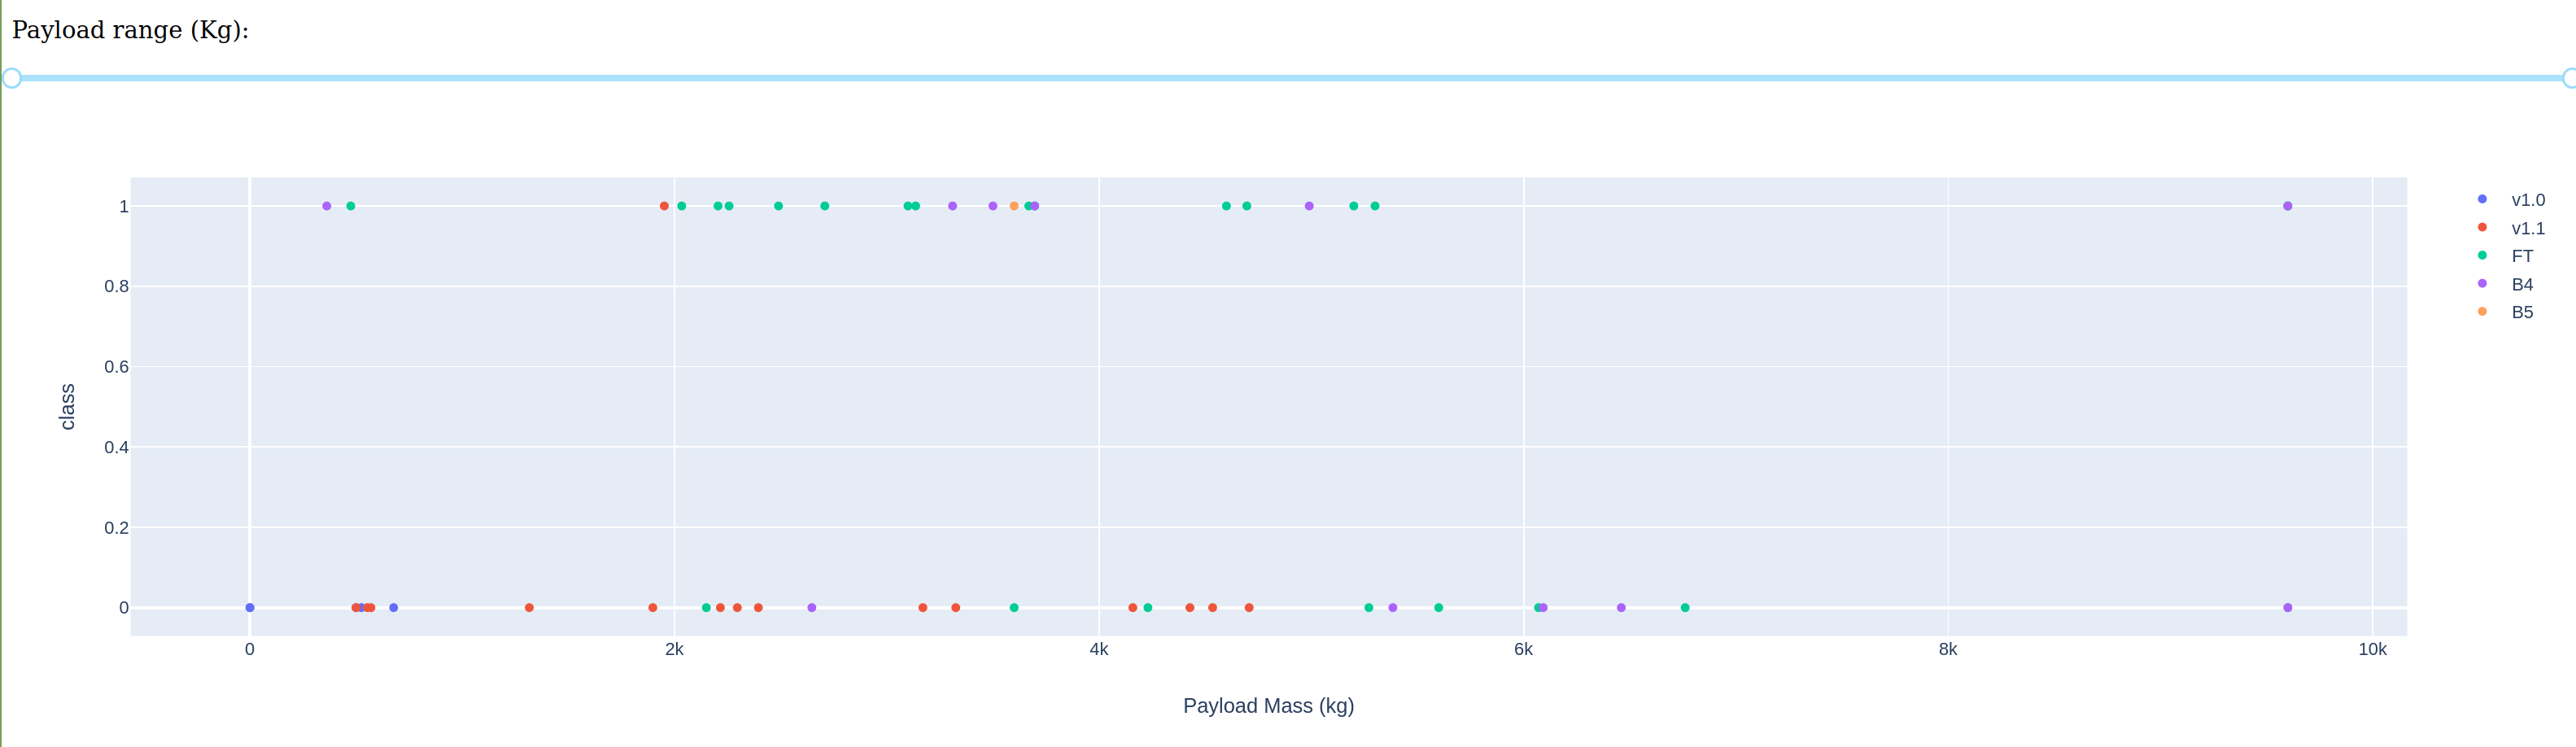 Payload range (Kg):
1
0.8
0.6
0.4
0.2
0
class
0 2k 4k 6k 8k 10k
Payload Mass (kg)
v1.0
v1.1
FT
B4
B5